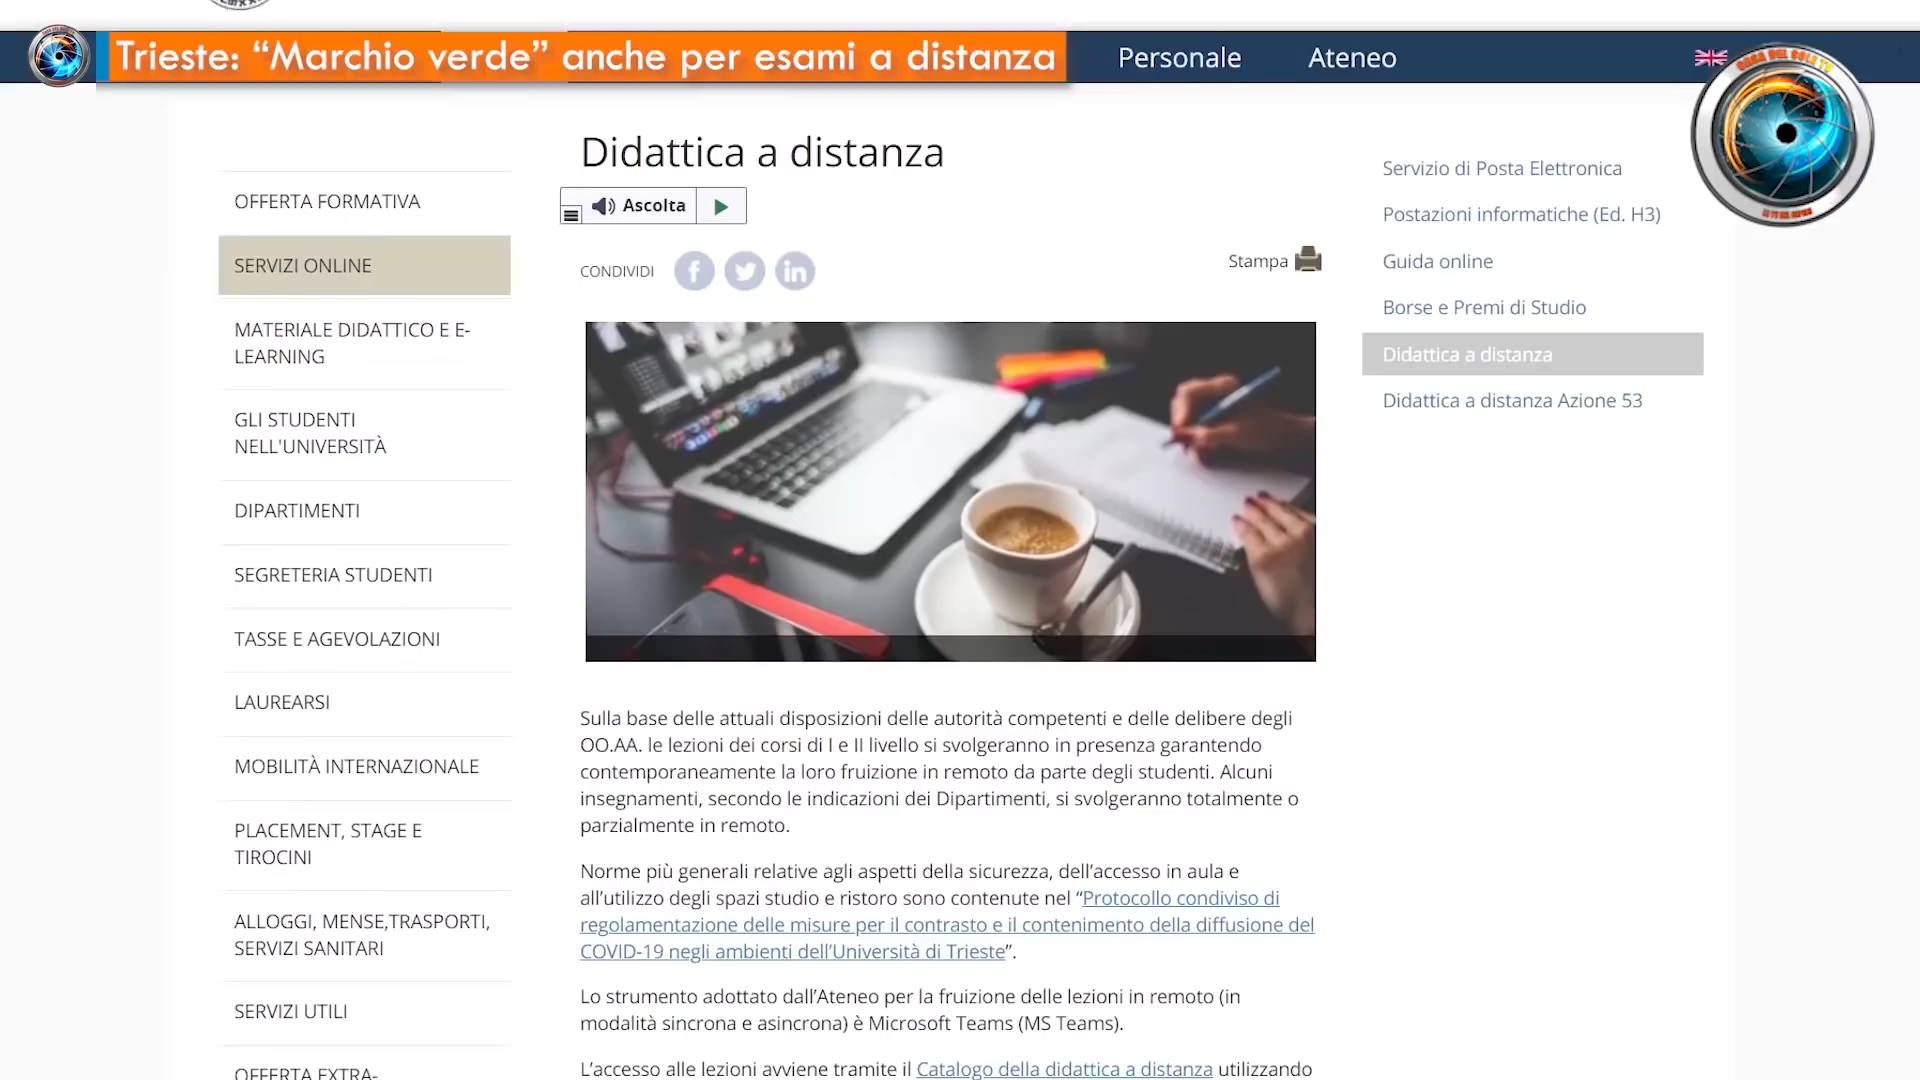 Trieste: “Marchio verde” anche per esami a distanza
Personale
Ateneo
CASA DEL SOLE TV
OFFERTA FORMATIVA
SERVIZI ONLINE
MATERIALE DIDATTICO E E-
LEARNING
GLI STUDENTI
NELL'UNIVERSITÀ
DIPARTIMENTI
SEGRETERIA STUDENTI
TASSE E AGEVOLAZIONI
LAUREARSI
MOBILITÀ INTERNAZIONALE
PLACEMENT, STAGE E
TIROCINI
ALLOGGI, MENSE,TRASPORTI,
SERVIZI SANITARI
SERVIZI UTILI
OFFERTA EXTRA-
Didattica a distanza
Ascolta
CONDIVIDI
Stampa
Sulla base delle attuali disposizioni delle autorità competenti e delle delibere degli
OO.AA. le lezioni dei corsi di I e II livello si svolgeranno in presenza garantendo
contemporaneamente la loro fruizione in remoto da parte degli studenti. Alcuni
insegnamenti, secondo le indicazioni dei Dipartimenti, si svolgeranno totalmente o
parzialmente in remoto.
Norme più generali relative agli aspetti della sicurezza, dell’accesso in aula e
all’utilizzo degli spazi studio e ristoro sono contenute nel “Protocollo condiviso di
regolamentazione delle misure per il contrasto e il contenimento della diffusione del
COVID-19 negli ambienti dell’Università di Trieste”.
Lo strumento adottato dall’Ateneo per la fruizione delle lezioni in remoto (in
modalità sincrona e asincrona) è Microsoft Teams (MS Teams).
L’accesso alle lezioni avviene tramite il Catalogo della didattica a distanza utilizzando
Servizio di Posta Elettronica
Postazioni informatiche (Ed. H3)
Guida online
Borse e Premi di Studio
Didattica a distanza
Didattica a distanza Azione 53